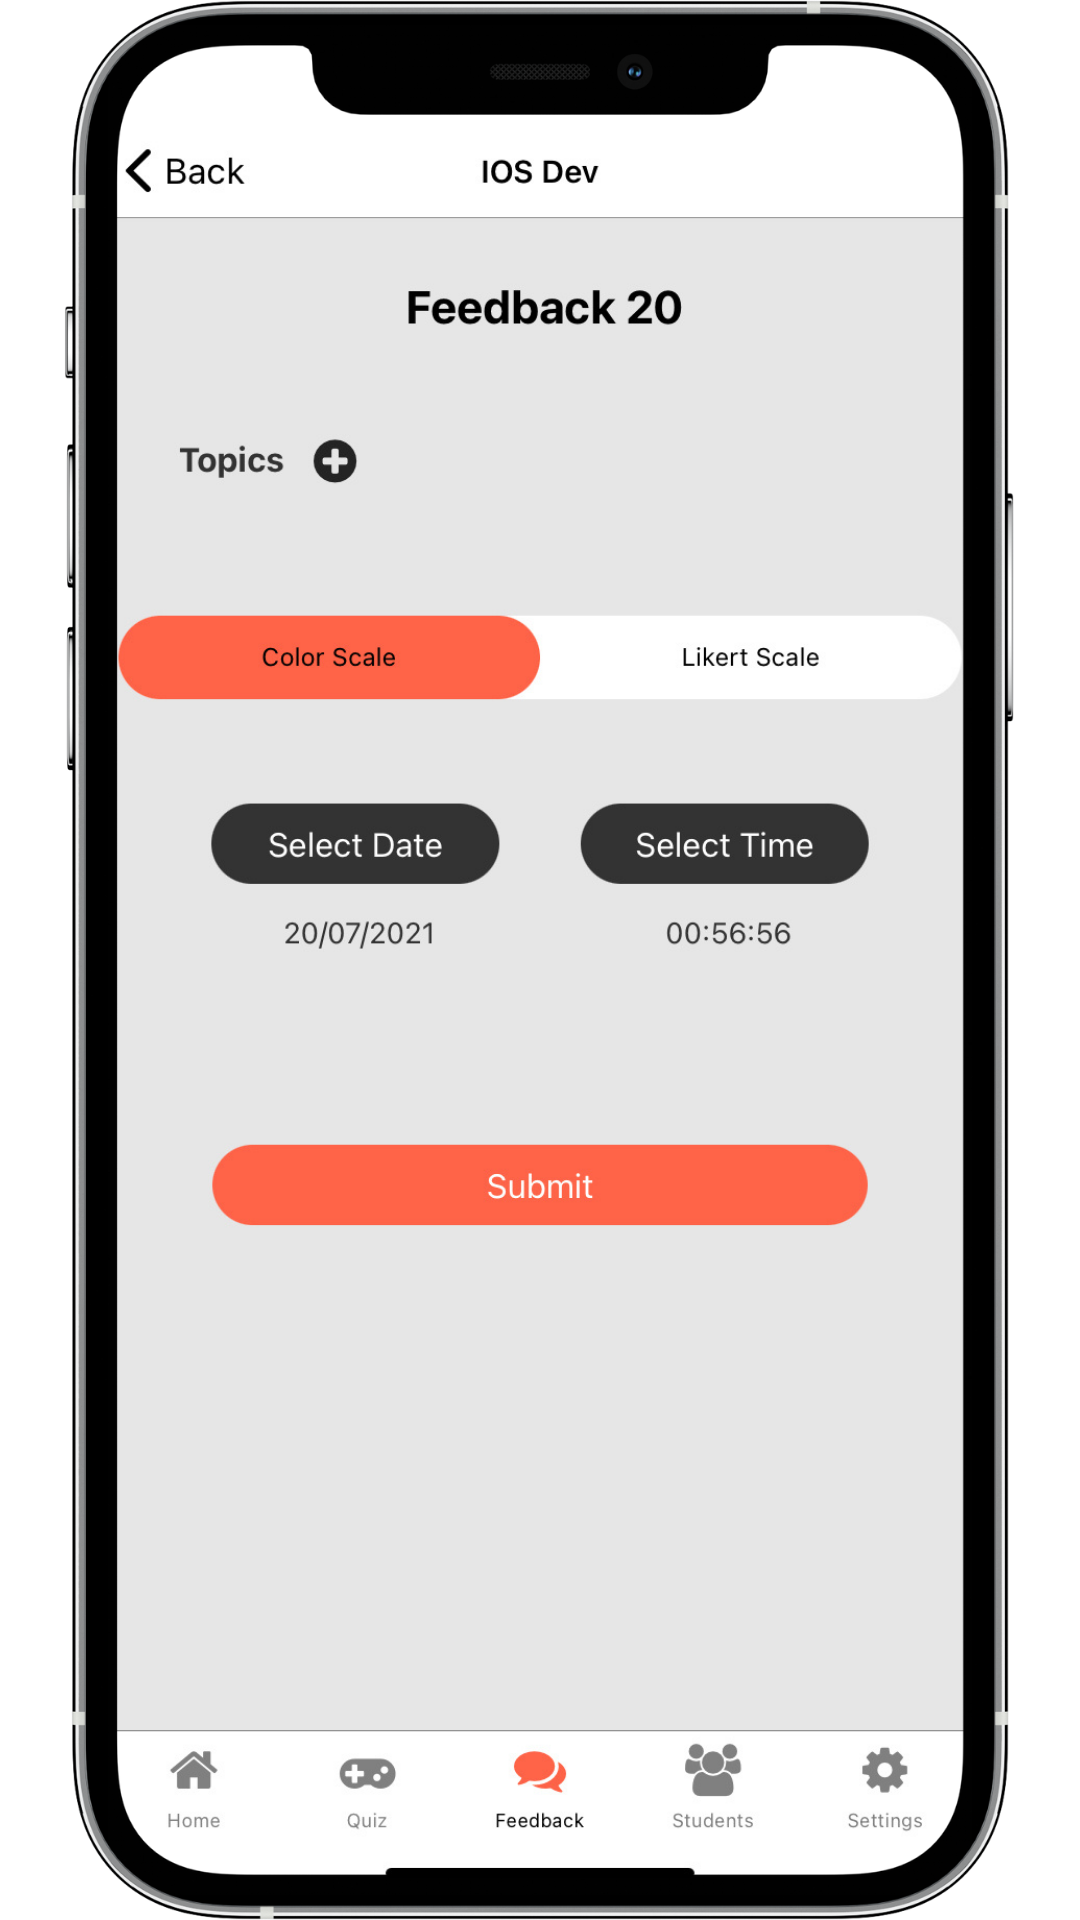 Back
IOS Dev
Feedback 20
Topics
Color Scale
Likert Scale
Select Date
Select Time
20/07/2021
00:56:56
Submit
Home
Quiz
Feedback
Students
Settings